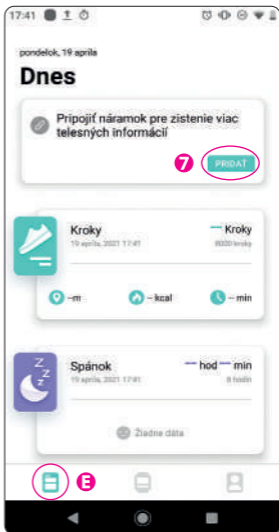 17:41
pondelok, 19 apríla
Dnes
Pripojiť náramok pre zistenie viac
telesných informácií
7 PRIDAŤ
Kroky — Kroky
19 apríla, 2021 17:41 8000 kroky
–m – kcal – min
Spánok — hod — min
19 apríla, 2021 17:41 8 hodín
Žiadne dáta
E